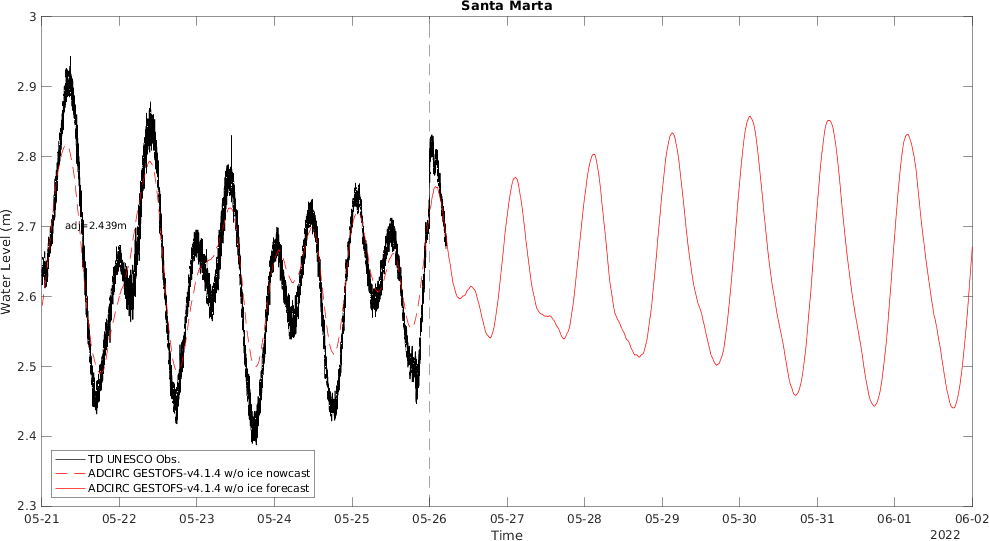 Santa Marta
3
2.9
2.8
2.7
2.6
2.5
2.4
2.3
Water Level (m)
adj=2.439m
TD UNESCO Obs.
ADCIRC GESTOFS-v4.1.4 w/o ice nowcast
ADCIRC GESTOFS-v4.1.4 w/o ice forecast
05-21 05-22 05-23 05-24 05-25 05-26 05-27 05-28 05-29 05-30 05-31 06-01 06-02
Time
2022